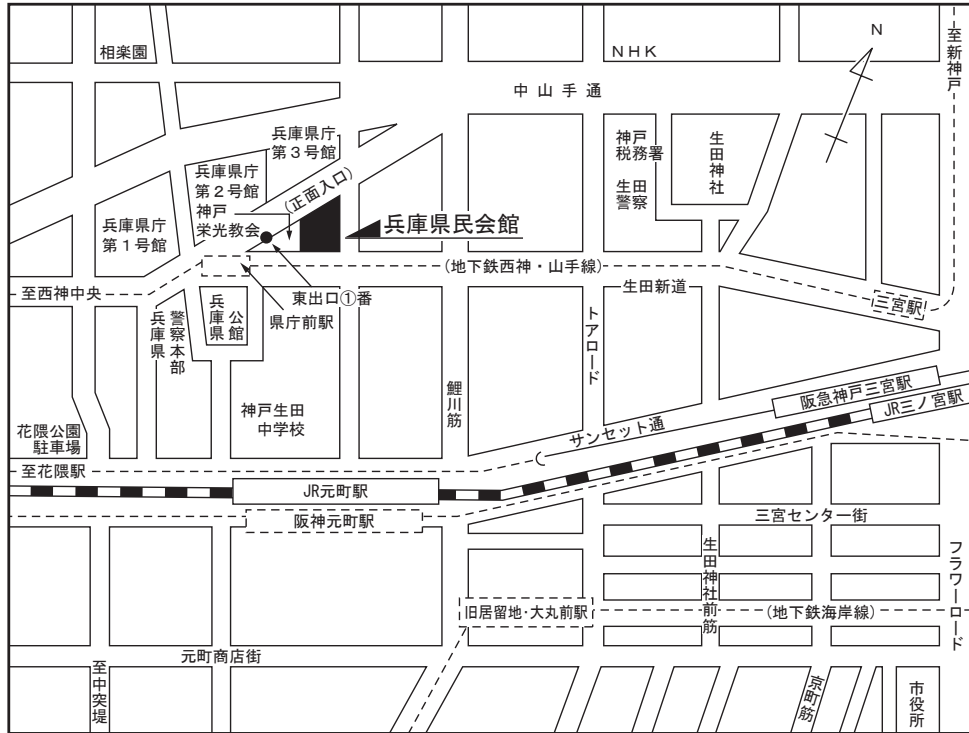 相楽園
NHK
N
至新神戸
中山手通
兵庫県庁
第3号館
兵庫県庁
第2号館
(正面入口)
神戸
栄光教会
兵庫県庁
第1号館
兵庫県民会館
神戸
税務署
生田
警察
生田神社
(地下鉄西神・山手線)
至西神中央
生田新道
三宮駅
東出口①番
県庁前駅
兵庫県
公館
兵庫県
警察本部
トアロード
鯉川筋
神戸生田
中学校
花隈公園
駐車場
阪急神戸三宮駅
JR三ノ宮駅
サンセット通
至花隈駅
JR元町駅
阪神元町駅
三宮センター街
生田神社前筋
フラワーロード
旧居留地・大丸前駅
(地下鉄海岸線)
元町商店街
至中突堤
京町筋
市役所